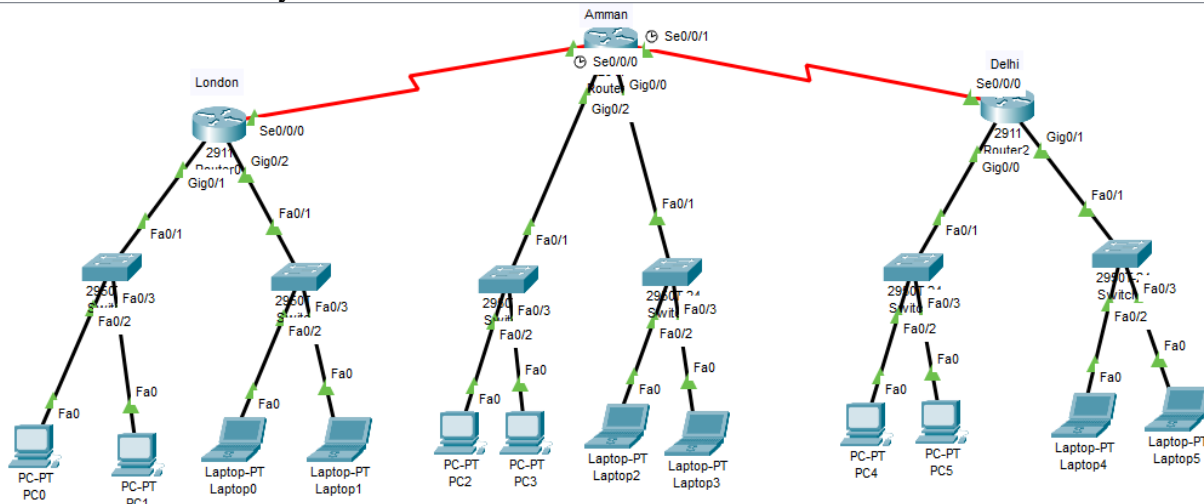 Amman
Se0/0/1
Se0/0/0
Gig0/0
Gig0/2
London
Se0/0/0
2911
Gig0/2
Gig0/1
Delhi
Se0/0/0
2911
Router2
Gig0/1
Gig0/0
Fa0/1
Fa0/1
Fa0/1
Fa0/1
Fa0/1
Fa0/1
Fa0/3
Fa0/2
Fa0/3
Fa0/2
Fa0/3
Fa0/2
Fa0/3
Fa0/2
Fa0/3
Fa0/2
Fa0/3
Fa0/2
Fa0
Fa0
Fa0
Fa0
Fa0
Fa0
Fa0
Fa0
Fa0
Fa0
Fa0
Fa0
PC-PT
PC0
PC-PT
PC1
Laptop-PT
Laptop0
Laptop-PT
Laptop1
PC-PT
PC2
PC-PT
PC3
Laptop-PT
Laptop2
Laptop-PT
Laptop3
PC-PT
PC4
PC-PT
PC5
Laptop-PT
Laptop4
Laptop-PT
Laptop5